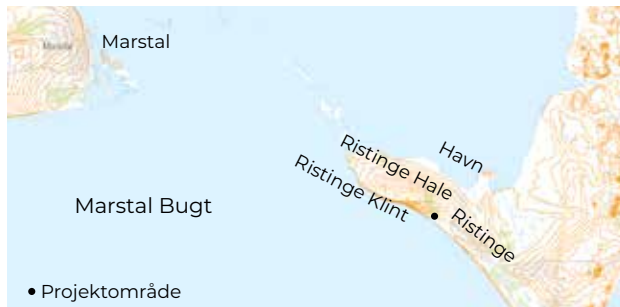 Marstal
Havn
Ristinge Hale
Ristinge Klint
Marstal Bugt
Ristinge
Projektområde